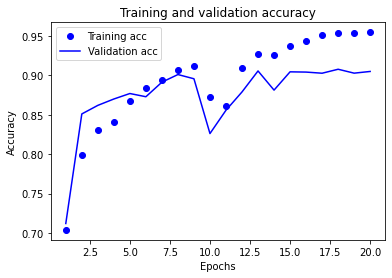 Training and validation accuracy
Training acc
Validation acc
0.95
0.90
0.85
0.80
0.75
0.70
Accuracy
2.5 5.0 7.5 10.0 12.5 15.0 17.5 20.0
Epochs